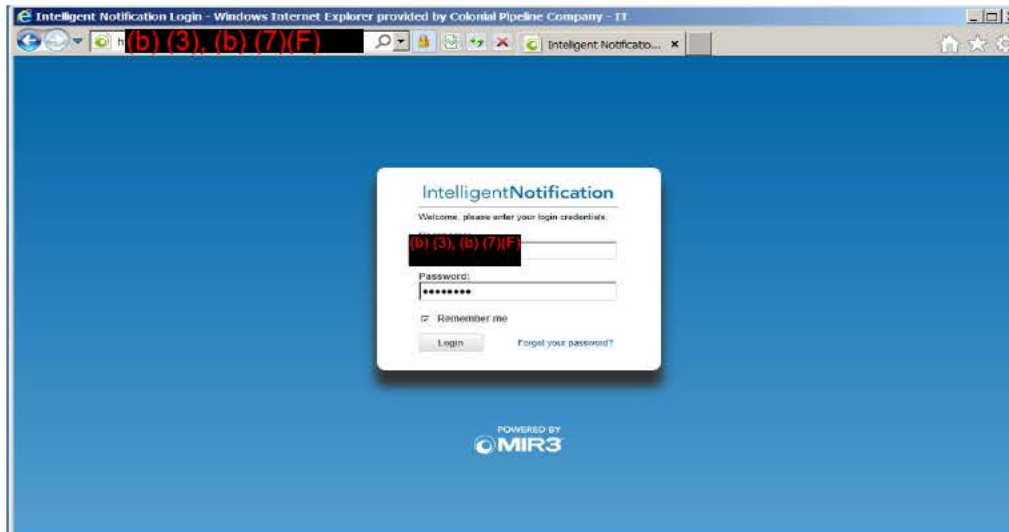 Intelligent Notification Login - Windows Internet Explorer provided by Colonial Pipeline Company - IT
h (b) (3), (b) (7)(F)
Inteligent Notificatio... ×
IntelligentNotification
Welcome, please enter your login credentials.
(b) (3), (b) (7)(F)
Password:
••••••••
Remember me
Login Forgot your password?
POWERED BY
MIR3